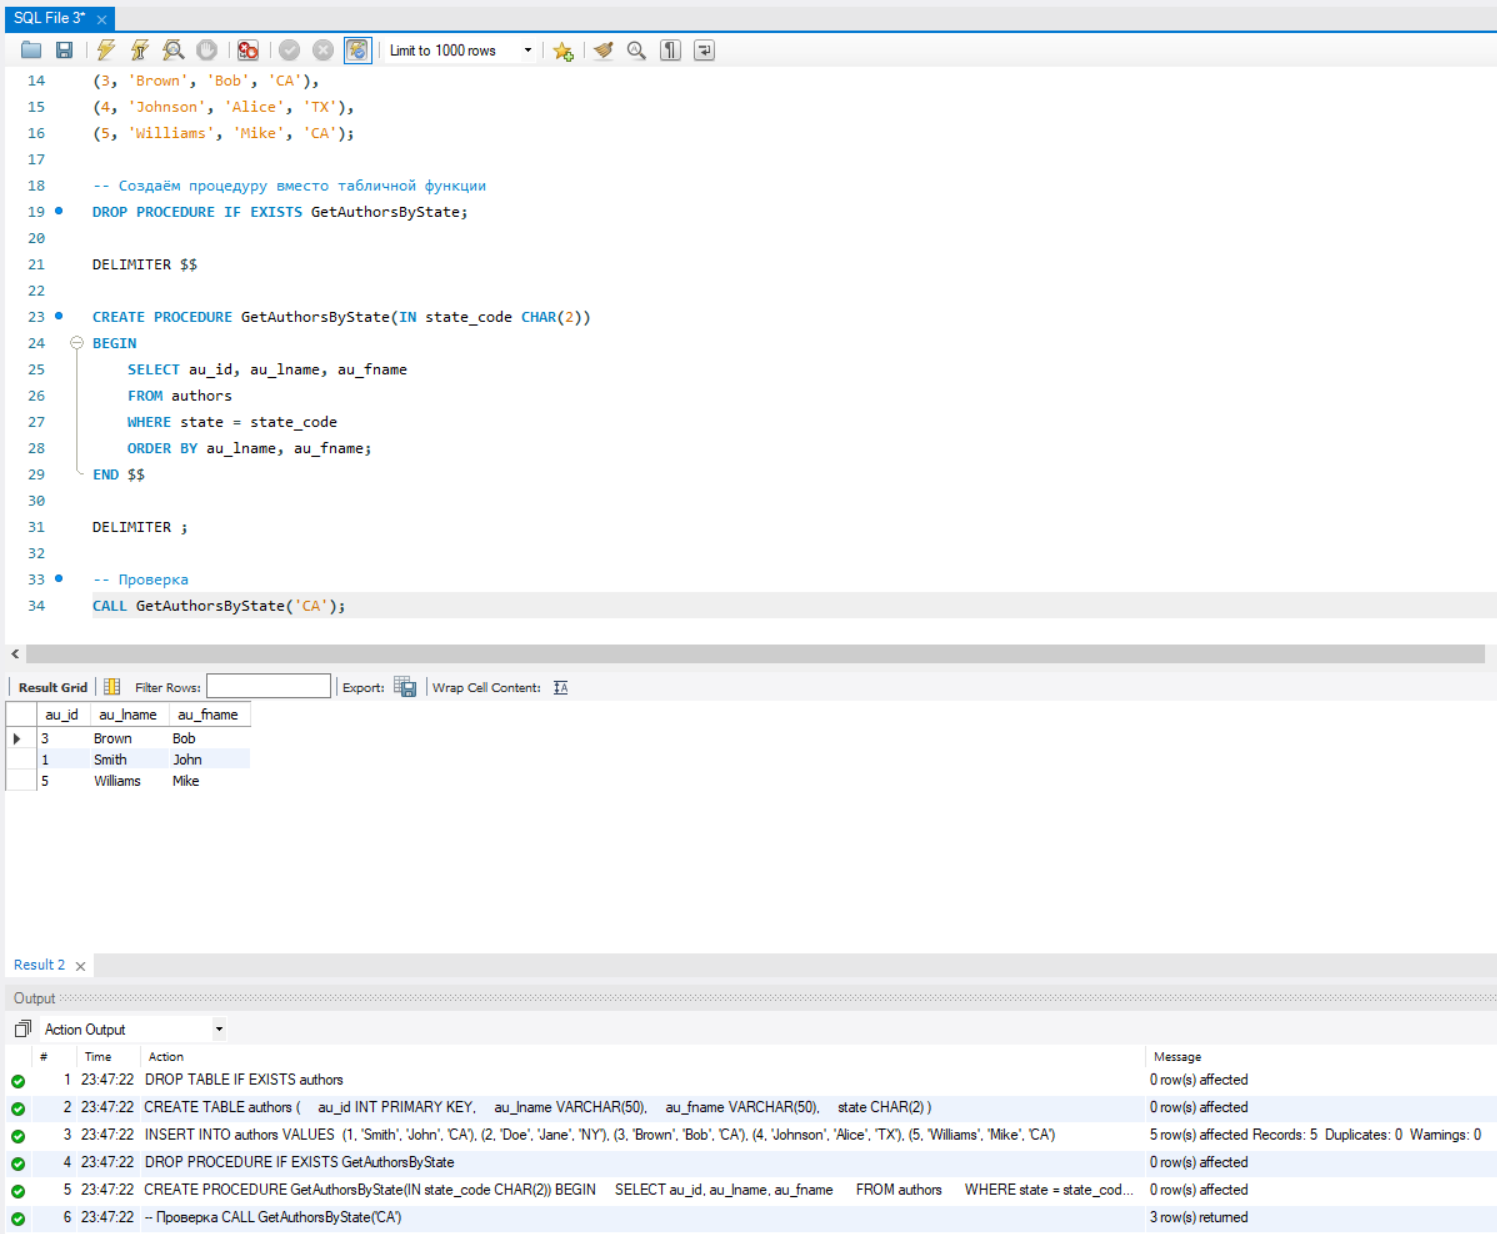 SQL File 3*
Limit to 1000 rows
14 (3, 'Brown', 'Bob', 'CA'),
15 (4, 'Johnson', 'Alice', 'TX'),
16 (5, 'Williams', 'Mike', 'CA');
17
18 -- Создаём процедуру вместо табличной функции
19 DROP PROCEDURE IF EXISTS GetAuthorsByState;
20
21 DELIMITER $$
22
23 CREATE PROCEDURE GetAuthorsByState(IN state_code CHAR(2))
24 BEGIN
25 SELECT au_id, au_lname, au_fname
26 FROM authors
27 WHERE state = state_code
28 ORDER BY au_lname, au_fname;
29 END $$
30
31 DELIMITER ;
32
33 -- Проверка
34 CALL GetAuthorsByState('CA');
Result Grid Filter Rows: Export: Wrap Cell Content:
au_id au_lname au_fname
3 Brown Bob
1 Smith John
5 Williams Mike
Result 2
Output
Action Output
# Time Action Message
1 23:47:22 DROP TABLE IF EXISTS authors 0 row(s) affected
2 23:47:22 CREATE TABLE authors ( au_id INT PRIMARY KEY, au_lname VARCHAR(50), au_fname VARCHAR(50), state CHAR(2) ) 0 row(s) affected
3 23:47:22 INSERT INTO authors VALUES (1, 'Smith', 'John', 'CA'), (2, 'Doe', 'Jane', 'NY'), (3, 'Brown', 'Bob', 'CA'), (4, 'Johnson', 'Alice', 'TX'), (5, 'Williams', 'Mike', 'CA') 5 row(s) affected Records: 5 Duplicates: 0 Warnings: 0
4 23:47:22 DROP PROCEDURE IF EXISTS GetAuthorsByState 0 row(s) affected
5 23:47:22 CREATE PROCEDURE GetAuthorsByState(IN state_code CHAR(2)) BEGIN SELECT au_id, au_lname, au_fname FROM authors WHERE state = state_cod... 0 row(s) affected
6 23:47:22 -- Проверка CALL GetAuthorsByState('CA') 3 row(s) returned